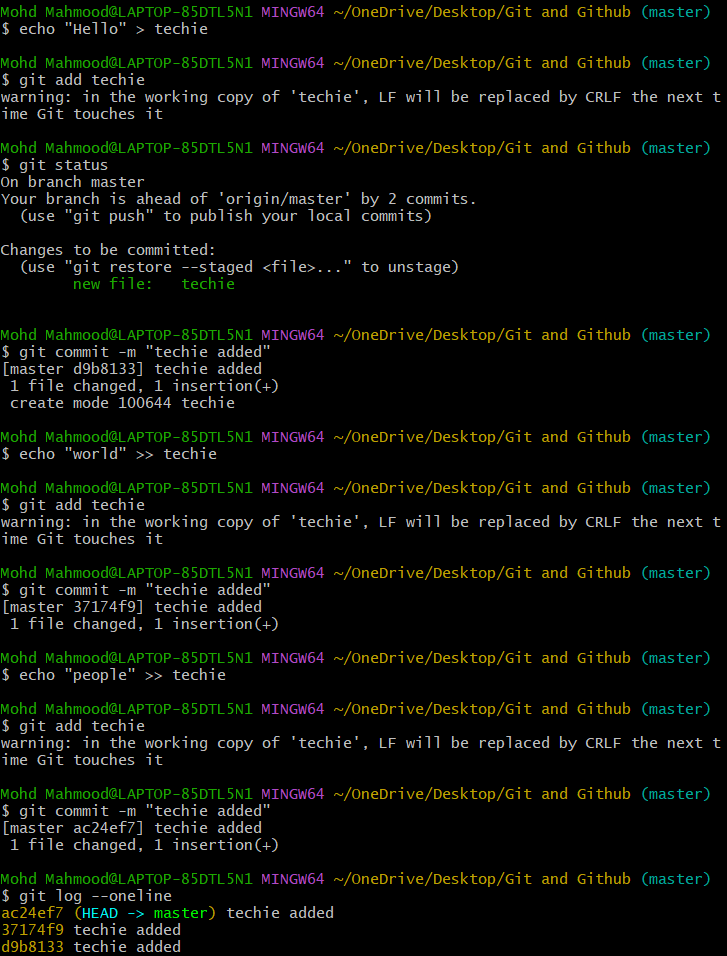 Mohd Mahmood@LAPTOP-85DTL5N1 MINGW64 ~/OneDrive/Desktop/Git and Github (master)
$ echo "Hello" > techie
Mohd Mahmood@LAPTOP-85DTL5N1 MINGW64 ~/OneDrive/Desktop/Git and Github (master)
$ git add techie
warning: in the working copy of 'techie', LF will be replaced by CRLF the next t
ime Git touches it
Mohd Mahmood@LAPTOP-85DTL5N1 MINGW64 ~/OneDrive/Desktop/Git and Github (master)
$ git status
On branch master
Your branch is ahead of 'origin/master' by 2 commits.
  (use "git push" to publish your local commits)
Changes to be committed:
  (use "git restore --staged <file>..." to unstage)
        new file:   techie
Mohd Mahmood@LAPTOP-85DTL5N1 MINGW64 ~/OneDrive/Desktop/Git and Github (master)
$ git commit -m "techie added"
[master d9b8133] techie added
 1 file changed, 1 insertion(+)
 create mode 100644 techie
Mohd Mahmood@LAPTOP-85DTL5N1 MINGW64 ~/OneDrive/Desktop/Git and Github (master)
$ echo "world" >> techie
Mohd Mahmood@LAPTOP-85DTL5N1 MINGW64 ~/OneDrive/Desktop/Git and Github (master)
$ git add techie
warning: in the working copy of 'techie', LF will be replaced by CRLF the next t
ime Git touches it
Mohd Mahmood@LAPTOP-85DTL5N1 MINGW64 ~/OneDrive/Desktop/Git and Github (master)
$ git commit -m "techie added"
[master 37174f9] techie added
 1 file changed, 1 insertion(+)
Mohd Mahmood@LAPTOP-85DTL5N1 MINGW64 ~/OneDrive/Desktop/Git and Github (master)
$ echo "people" >> techie
Mohd Mahmood@LAPTOP-85DTL5N1 MINGW64 ~/OneDrive/Desktop/Git and Github (master)
$ git add techie
warning: in the working copy of 'techie', LF will be replaced by CRLF the next t
ime Git touches it
Mohd Mahmood@LAPTOP-85DTL5N1 MINGW64 ~/OneDrive/Desktop/Git and Github (master)
$ git commit -m "techie added"
[master ac24ef7] techie added
 1 file changed, 1 insertion(+)
Mohd Mahmood@LAPTOP-85DTL5N1 MINGW64 ~/OneDrive/Desktop/Git and Github (master)
$ git log --oneline
ac24ef7 (HEAD -> master) techie added
37174f9 techie added
d9b8133 techie added